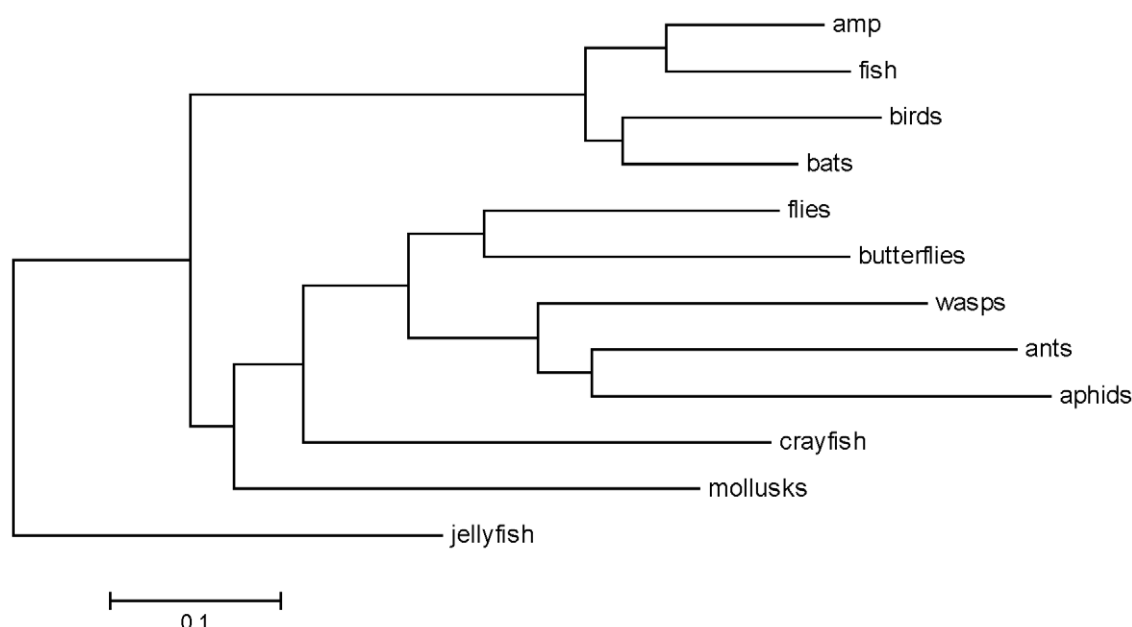 amp
fish
birds
bats
flies
butterflies
wasps
ants
aphids
crayfish
mollusks
jellyfish
0.1